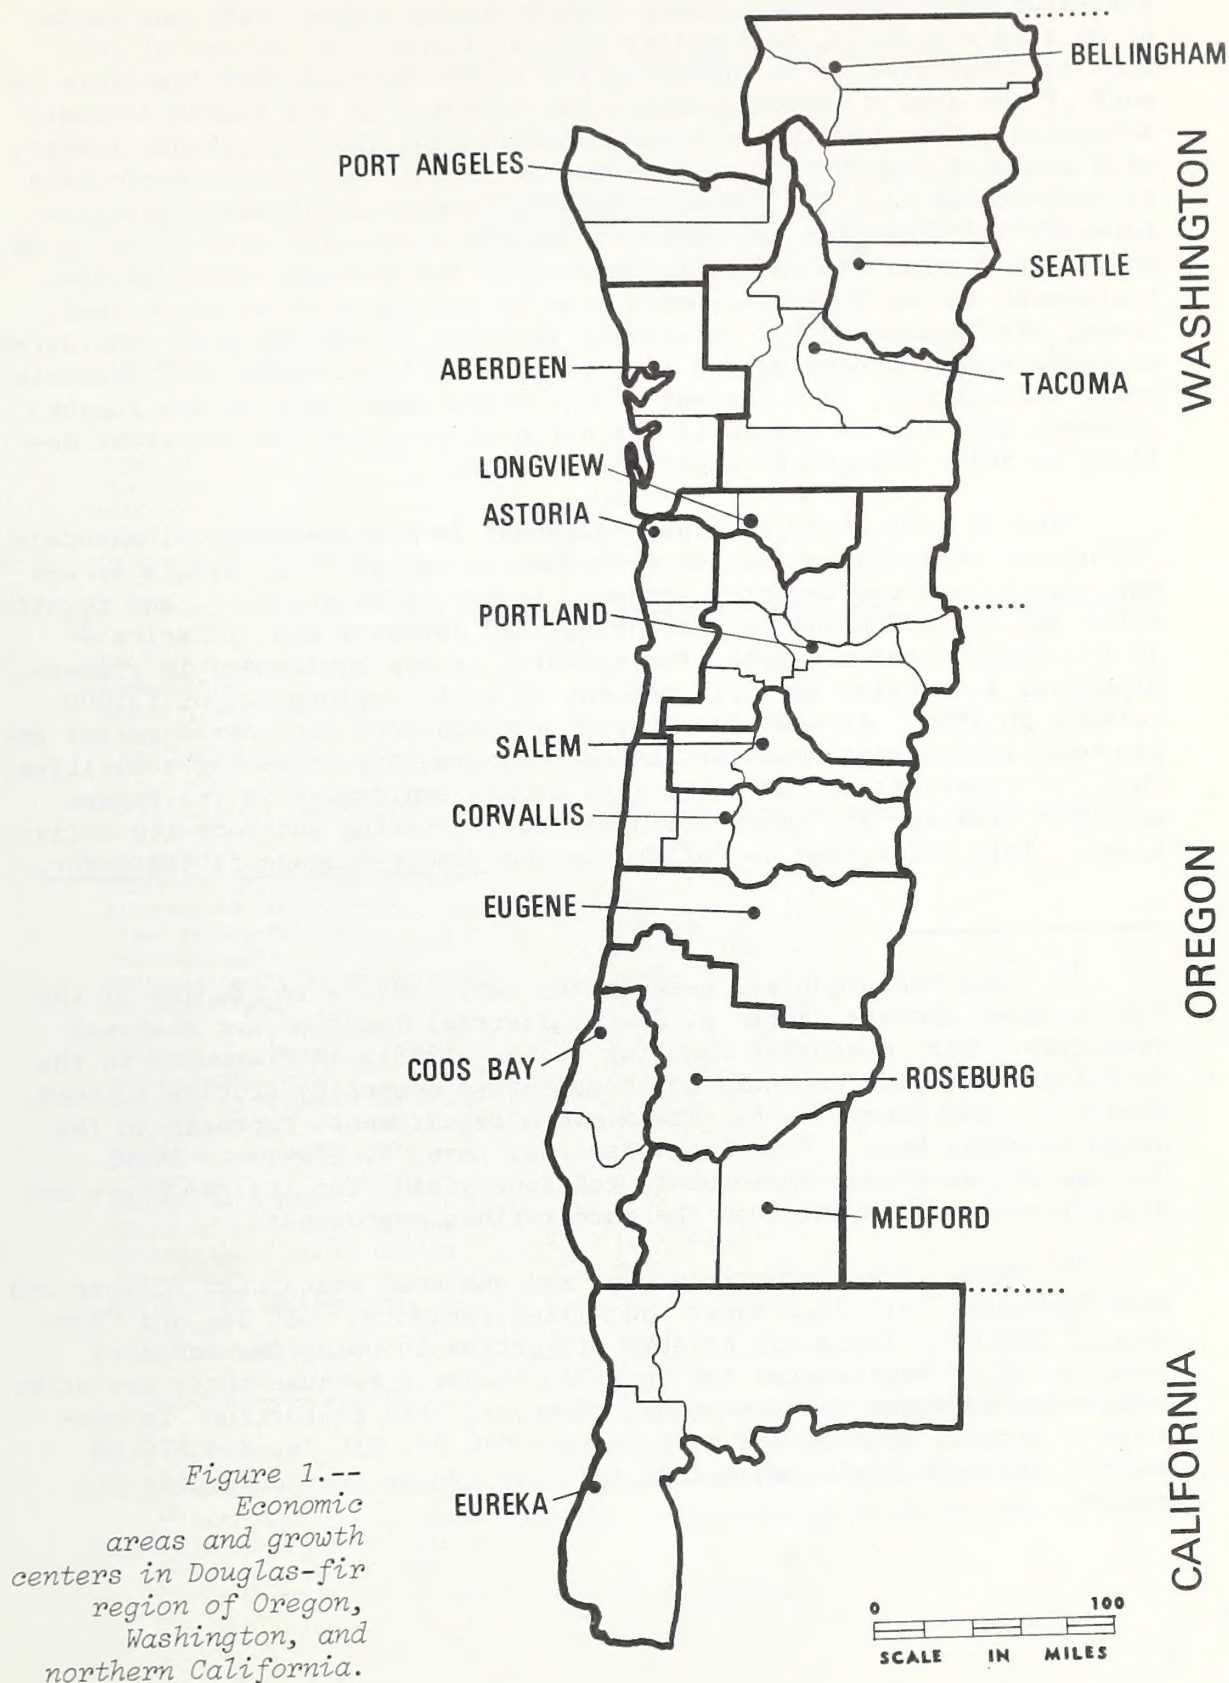 BELLINGHAM
PORT ANGELES
WASHINGTON
SEATTLE
ABERDEEN
TACOMA
LONGVIEW
ASTORIA
PORTLAND
SALEM
CORVALLIS
OREGON
EUGENE
COOS BAY
ROSEBURG
MEDFORD
CALIFORNIA
EUREKA
Figure 1.--
Economic
areas and growth
centers in Douglas-fir
region of Oregon,
Washington, and
northern California.
0 100
SCALE IN MILES